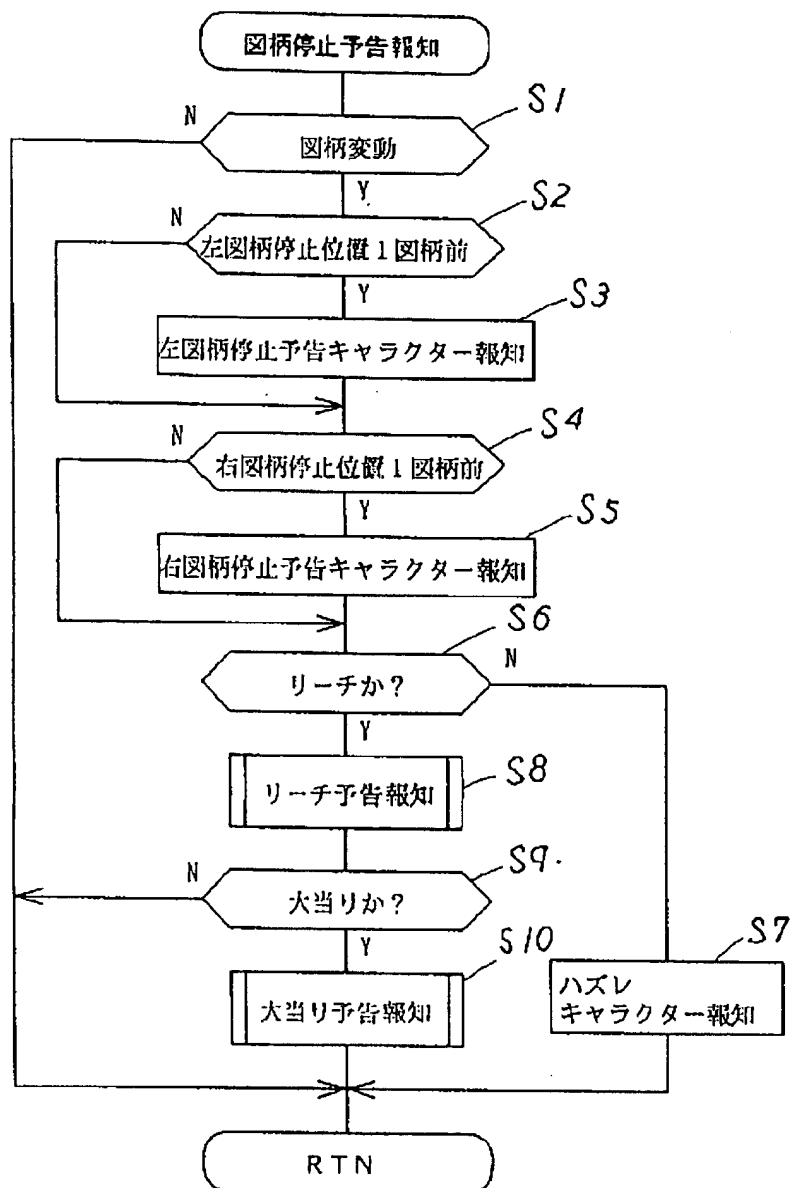 図柄停止予告報知
S1
N
図柄変動
Y
S2
N
左図柄停止位置1図柄前
Y
S3
左図柄停止予告キャラクター報知
S4
N
右図柄停止位置1図柄前
Y
S5
右図柄停止予告キャラクター報知
S6
リーチか?
N
Y
S8
リーチ予告報知
S9.
N
大当りか?
Y
S10
大当り予告報知
S7
ハズレ
キャラクター報知
RTN